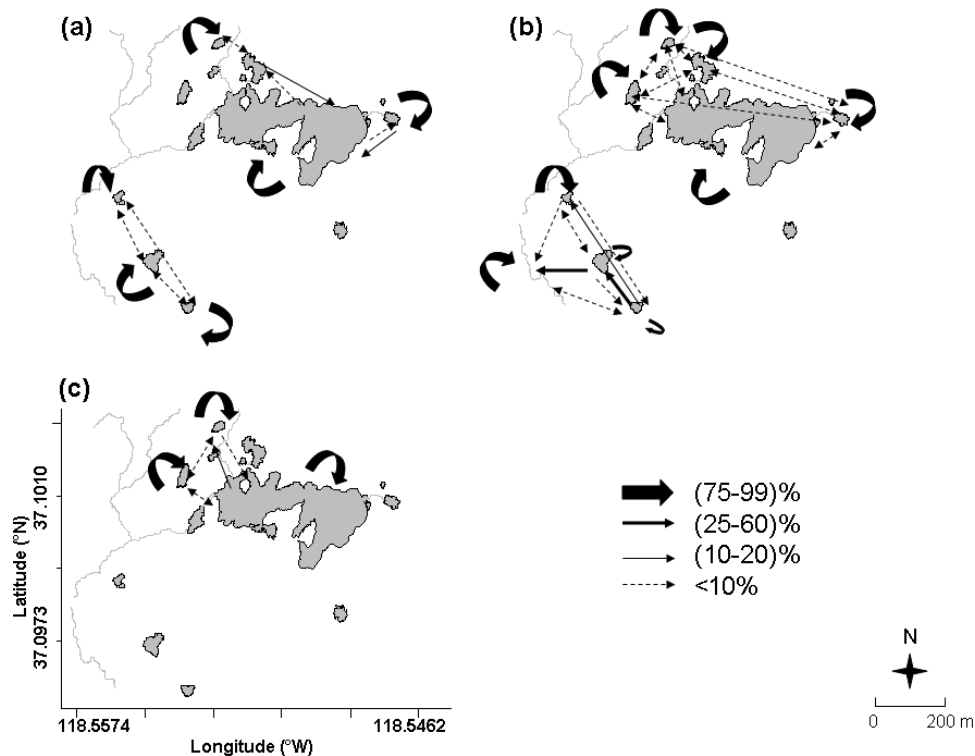 (a)
(b)
(c)
37.1010
37.0973
Latitude (°N)
118.5574
118.5462
Longitude (°W)
(75-99)%
(25-60)%
(10-20)%
<10%
N
0 200 m